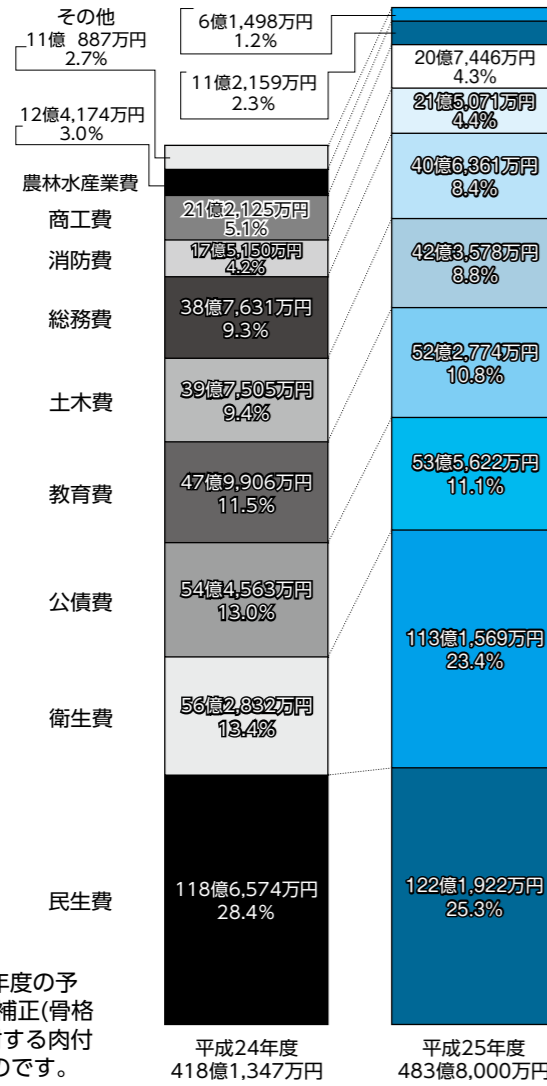 その他
11億　887万円
2.7%
12億4,174万円
3.0%
農林水産業費
商工費
消防費
総務費
土木費
教育費
公債費
衛生費
民生費
21億2,125万円
5.1%
17億5,150万円
4.2%
38億7,631万円
9.3%
39億7,505万円
9.4%
47億9,906万円
11.5%
54億4,563万円
13.0%
56億2,832万円
13.4%
118億6,574万円
28.4%
平成24年度
418億1,347万円
6億1,498万円
1.2%
11億2,159万円
2.3%
20億7,446万円
4.3%
21億5,071万円
4.4%
40億6,361万円
8.4%
42億3,578万円
8.8%
52億2,774万円
10.8%
53億5,622万円
11.1%
113億1,569万円
23.4%
122億1,922万円
25.3%
平成25年度
483億8,000万円
年度の予
補正(骨格
する肉付
のです。